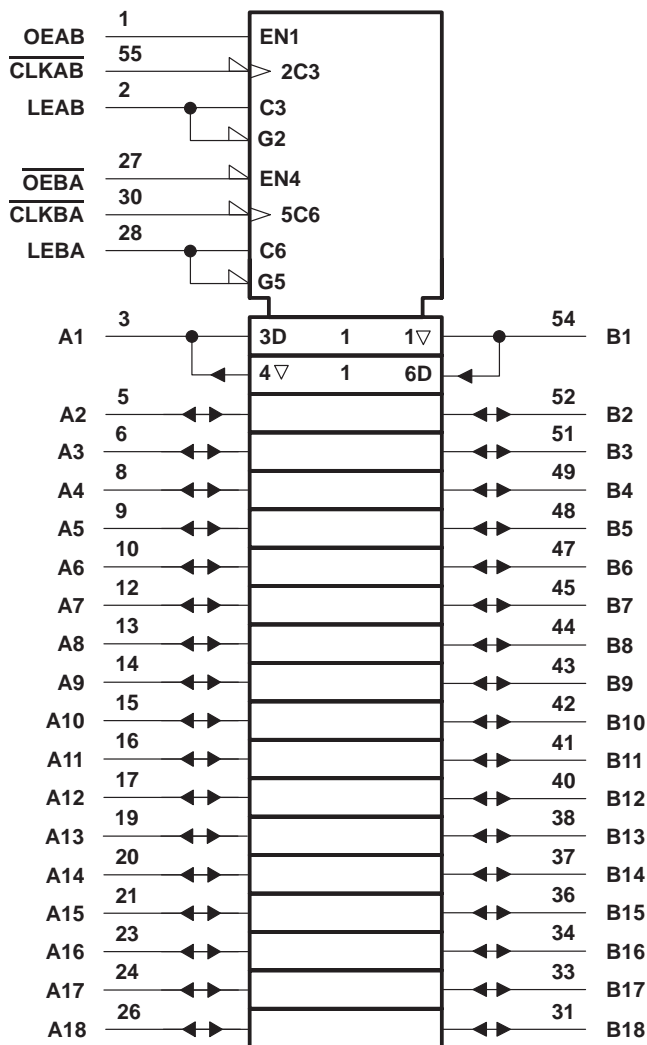 1
OEAB EN1
55
CLKAB 2C3
2
LEAB C3
G2
27
OEBA EN4
30
CLKBA 5C6
28
LEBA C6
G5
3 54
A1 3D 1 1▽ B1
4▽ 1 6D
5 52
A2 B2
6 51
A3 B3
8 49
A4 B4
9 48
A5 B5
10 47
A6 B6
12 45
A7 B7
13 44
A8 B8
14 43
A9 B9
15 42
A10 B10
16 41
A11 B11
17 40
A12 B12
19 38
A13 B13
20 37
A14 B14
21 36
A15 B15
23 34
A16 B16
24 33
A17 B17
26 31
A18 B18